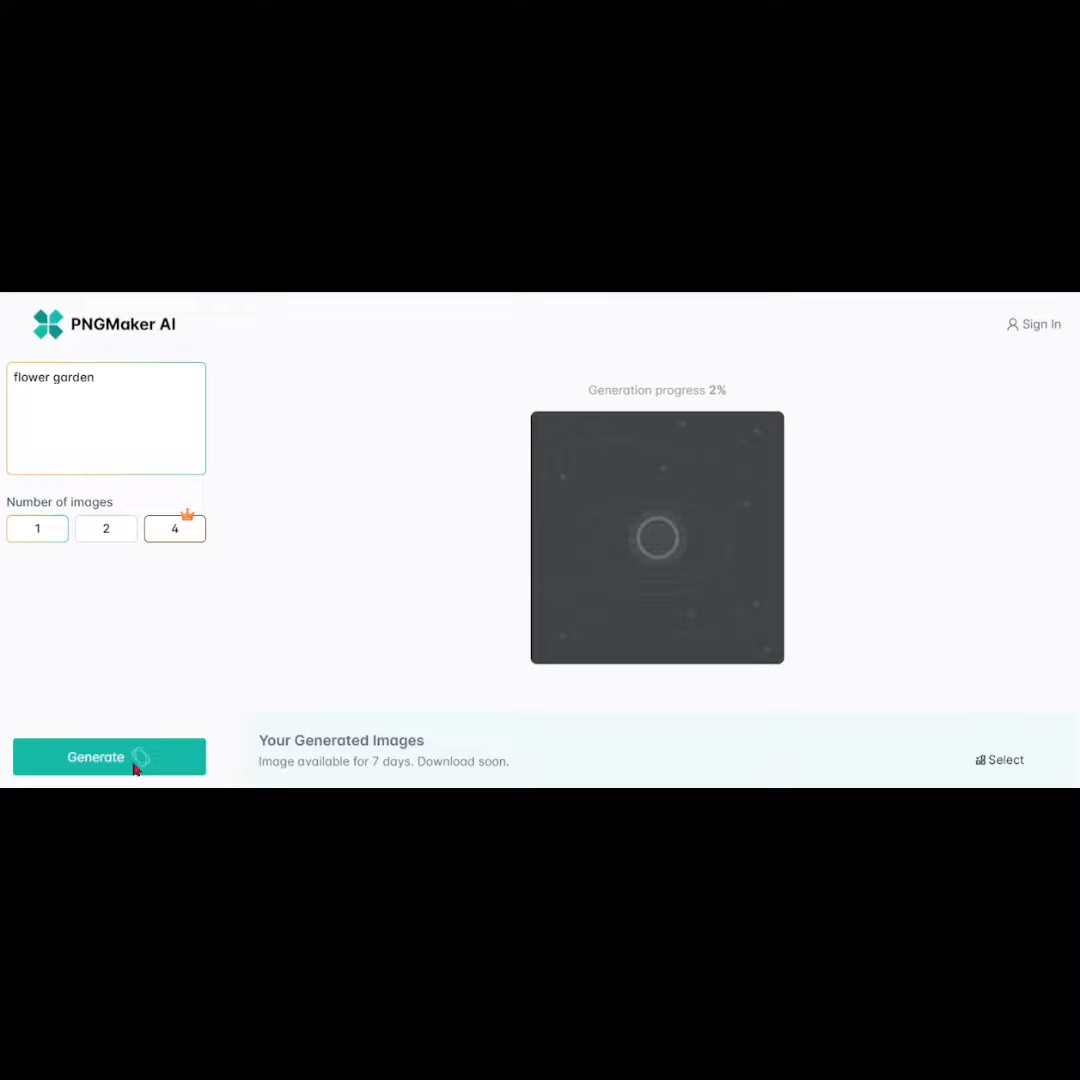 PNGMaker AI
Sign In
flower garden
Generation progress 2%
Number of images
1
2
4
Generate
Your Generated Images
Image available for 7 days. Download soon.
Select